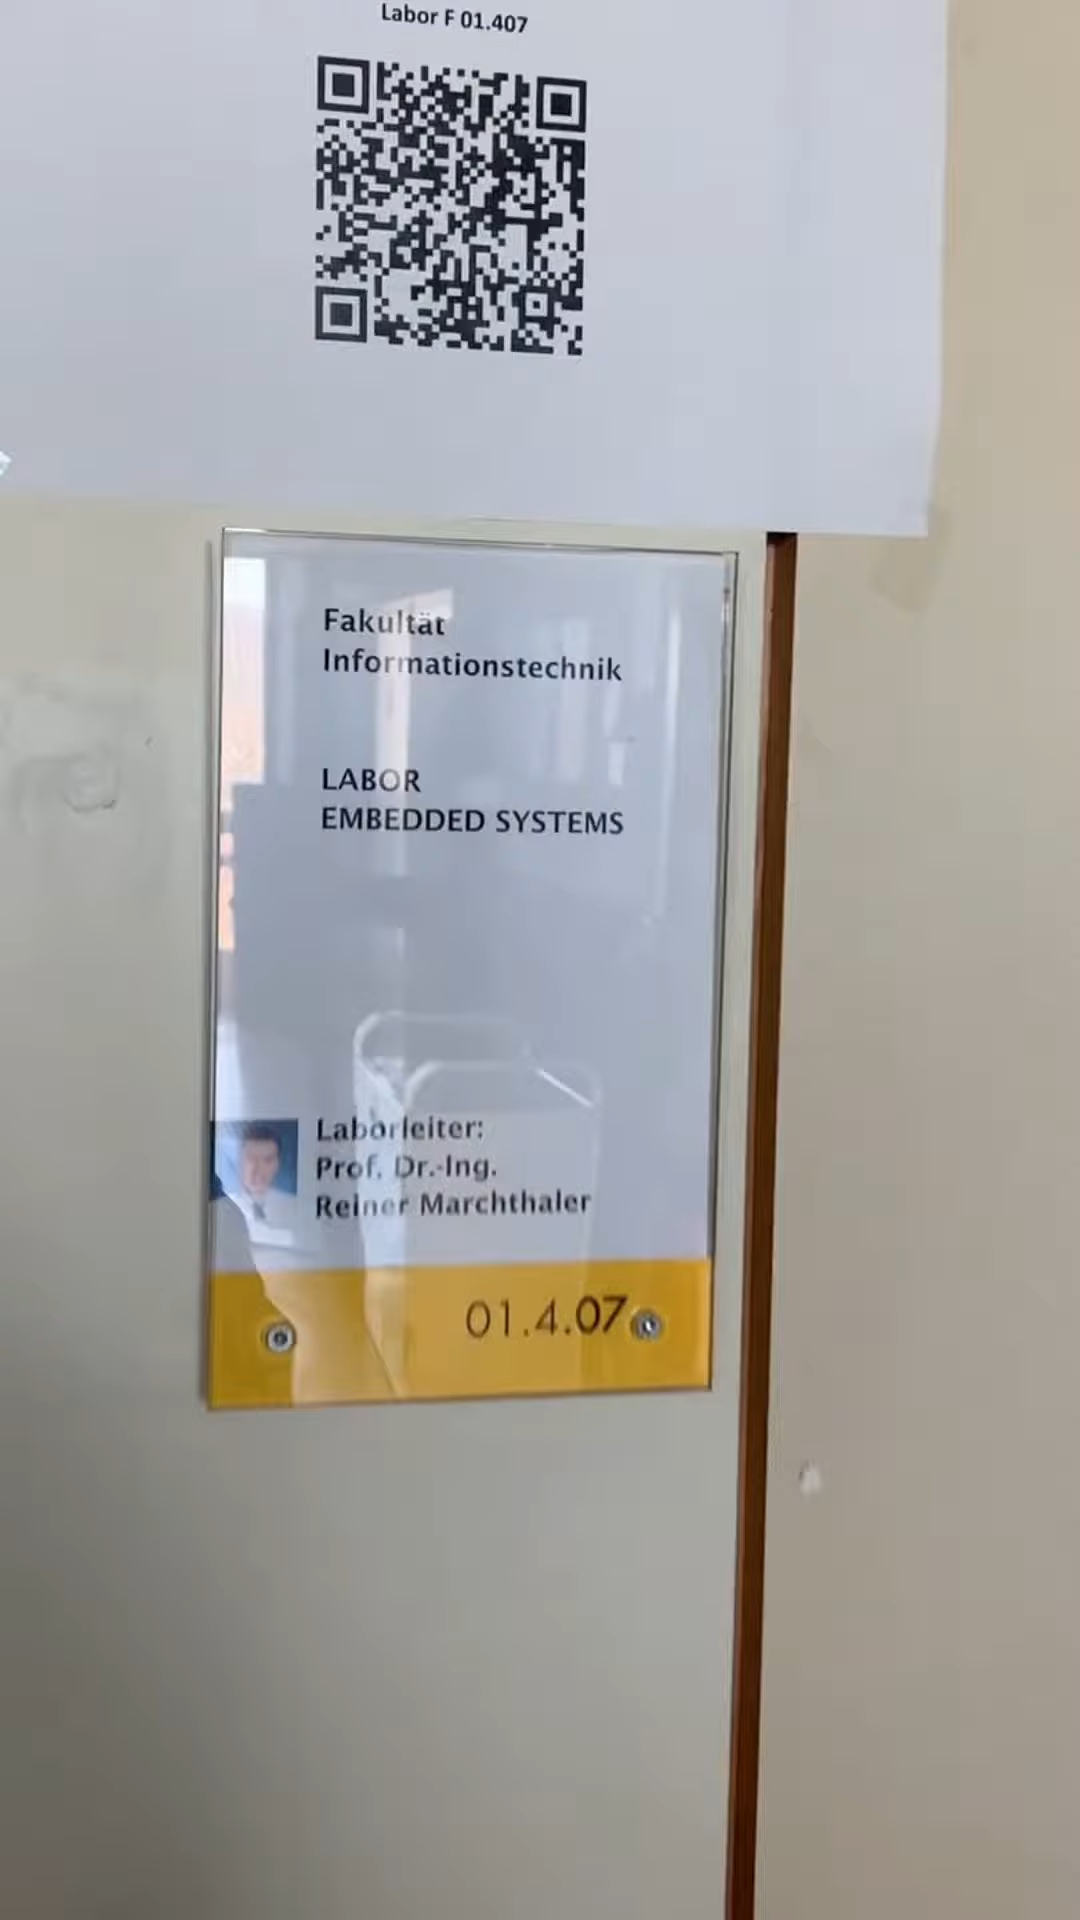 Labor F 01.407
Fakultät
Informationstechnik
LABOR
EMBEDDED SYSTEMS
Laborleiter:
Prof. Dr.-Ing.
Reiner Marchthaler
01.4.07